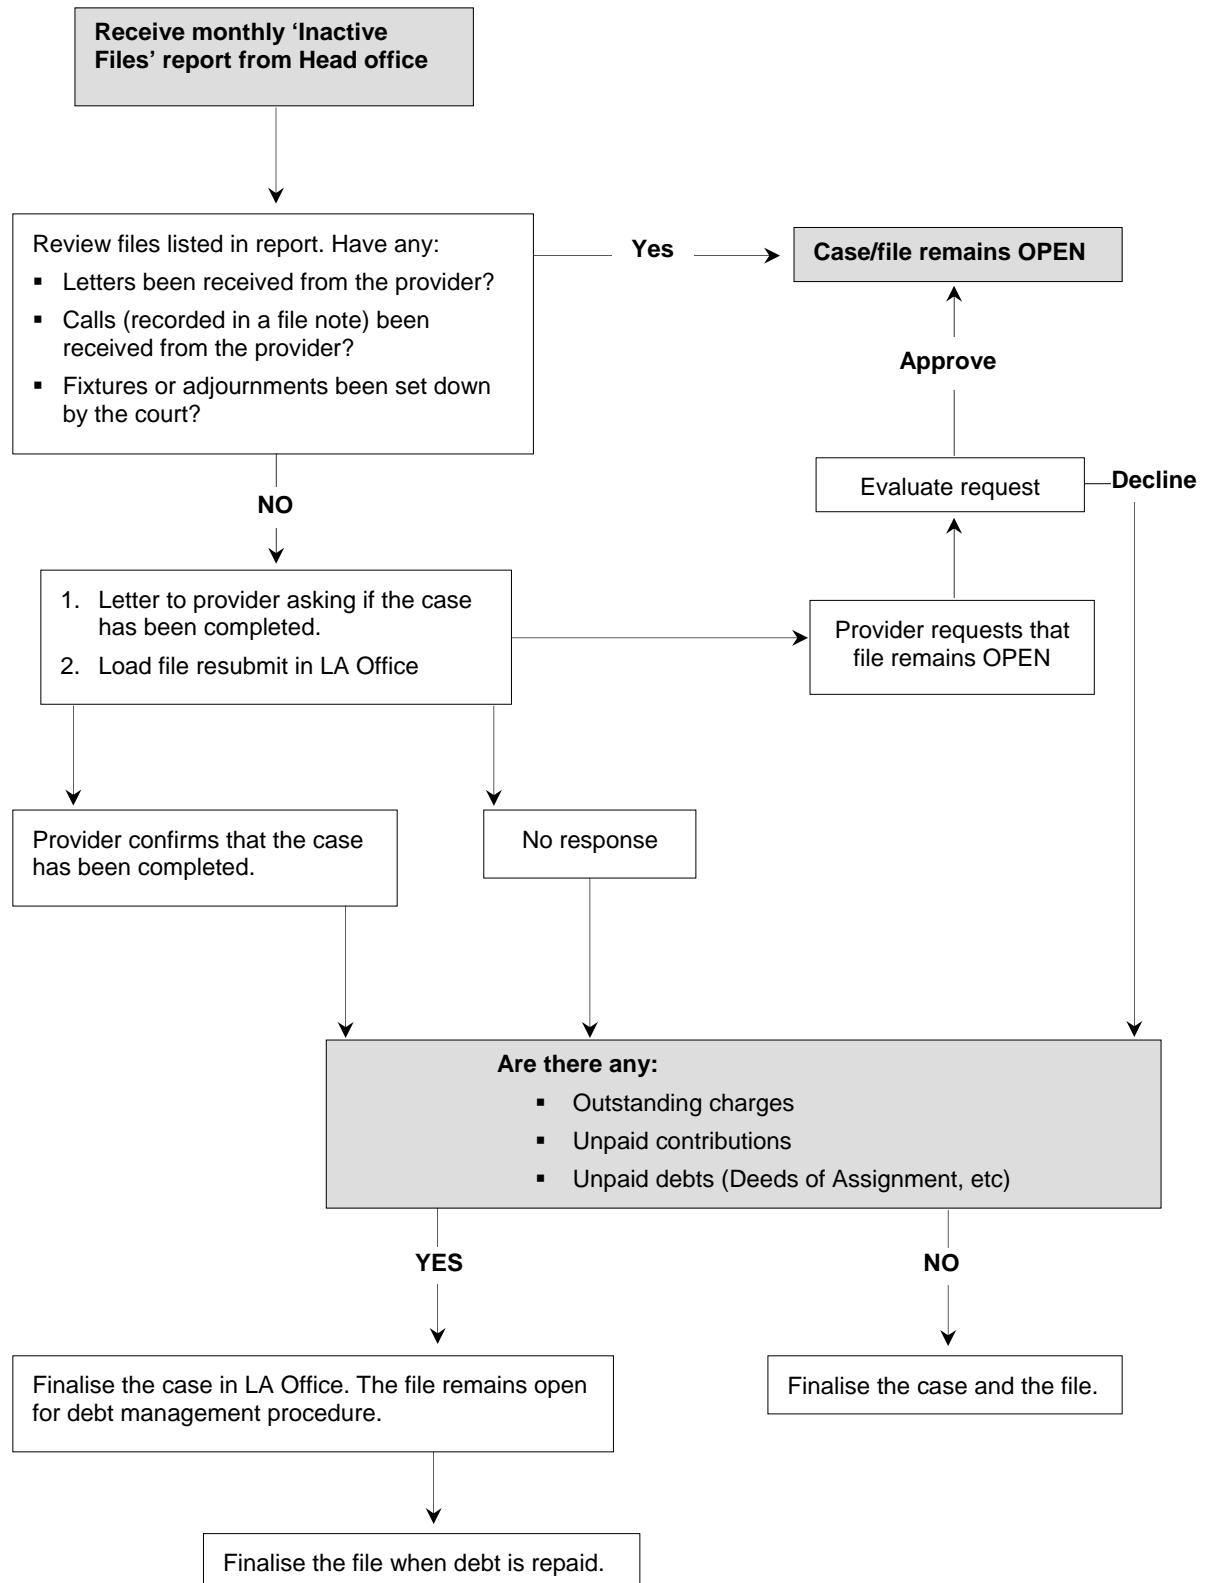 Receive monthly ‘Inactive
Files’ report from Head office
Review files listed in report. Have any:
▪ Letters been received from the provider?
▪ Calls (recorded in a file note) been
received from the provider?
▪ Fixtures or adjournments been set down
by the court?
Yes
Case/file remains OPEN
Approve
Evaluate request
Decline
NO
1. Letter to provider asking if the case
has been completed.
2. Load file resubmit in LA Office
Provider requests that
file remains OPEN
Provider confirms that the case
has been completed.
No response
Are there any:
▪ Outstanding charges
▪ Unpaid contributions
▪ Unpaid debts (Deeds of Assignment, etc)
YES
NO
Finalise the case in LA Office. The file remains open
for debt management procedure.
Finalise the case and the file.
Finalise the file when debt is repaid.